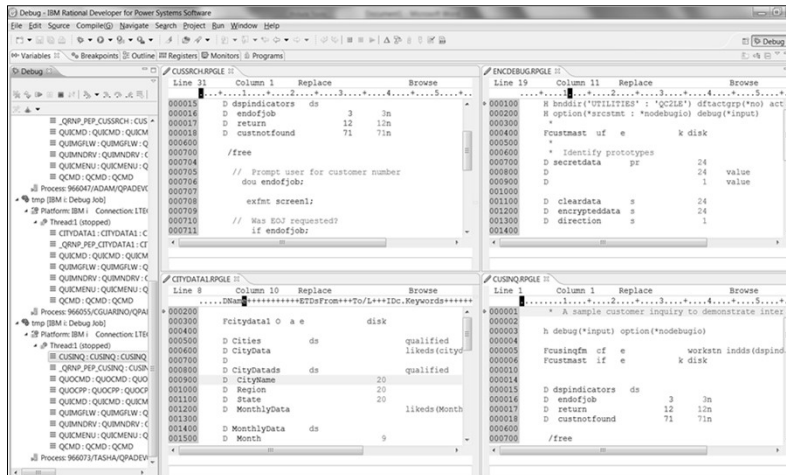 Debug - IBM Rational Developer for Power Systems Software
File Edit Source Compile(G) Navigate Search Project Run Window Help
Debug
Variables Breakpoints Outline Registers Monitors Programs
Debug
_QRNP_PEP_CUSSRCH : CUS
QUICMD : QUICMD : QUICM
QUIMGFLW : QUIMGFLW : Q
QUIMNDRV : QUIMNDRV : Q
QUICMENU : QUICMENU : Q
QCMD : QCMD : QCMD
Process: 966047/ADAM/QPADEV(
tmp [IBM i: Debug Job]
Platform: IBM i Connection: LTE(
Thread:1 (stopped)
CITYDATA1 : CITYDATA1 : C
_QRNP_PEP_CITYDATA1 : CI
QUICMD : QUICMD : QUICM
QUIMGFLW : QUIMGFLW : Q
QUIMNDRV : QUIMNDRV : Q
QUICMENU : QUICMENU : Q
QCMD : QCMD : QCMD
Process: 966055/CGUARINO/QPAI
tmp [IBM i: Debug Job]
Platform: IBM i Connection: LTE(
Thread:1 (stopped)
CUSINQ : CUSINQ : CUSINQ
_QRNP_PEP_CUSINQ : CUSIN
QUOCMD : QUOCMD : QUO
QUOCPP : QUOCPP : QUOCP
QUIMGFLW : QUIMGFLW : Q
QUIMNDRV : QUIMNDRV : Q
QUICMENU : QUICMENU : Q
QCMD : QCMD : QCMD
Process: 966073/TASHA/QPADEV
CUSSRCH.RPGLE
Line 31 Column 1 Replace Browse
000015 D dspindicators ds
000016 D endofjob 3 3n
000017 D return 12 12n
000018 D custnotfound 71 71n
000600
000700 /free
000704
000705 // Prompt user for customer number
000706 dou endofjob;
000707
000708 exfmt screen1;
000709
000710 // Was EOJ requested?
000711 if endofjob;
ENCDEBUG.RPGLE
Line 19 Column 11 Replace Browse
000100 H bnddir('UTILITIES' : 'QC2LE') dftactgrp(*no) act
000200 H option(*srcstmt : *nodebugio) debug(*input)
000300 *
000400 Fcustmast uf e k disk
000500 *
000600 * Identify prototypes
000700 D secretdata pr 24
000800 D 24 value
000900 D 1 value
001000
001100 D cleardata s 24
001200 D encrypteddata s 24
001300 D direction s 1
001400
CITYDATA1.RPGLE
Line 8 Column 10 Replace Browse
.....DName+++++++++++ETDsFrom+++To/L+++IDc.Keywords++++++
000200
000300 Fcitydata1 O a e disk
000400
000500 D Cities ds qualified
000600 D CityData likeds(cityd
000700 D
000800 D CityDatads ds qualified
000900 D CityName 20
001000 D Region 20
001100 D State 20
001200 D MonthlyData likeds(Month
001300
001400 D MonthlyData ds
001500 D Month 9
CUSINQ.RPGLE
Line 1 Column 1 Replace Browse
000001 * A sample customer inquiry to demonstrate inter
000002
000003 h debug(*input) option(*nodebugio)
000004
000005 Fcusinqfm cf e workstn indds(dspind
000006 Fcustmast if e k disk
000010
000014
000015 D dspindicators ds
000016 D endofjob 3 3n
000017 D return 12 12n
000018 D custnotfound 71 71n
000600
000700 /free